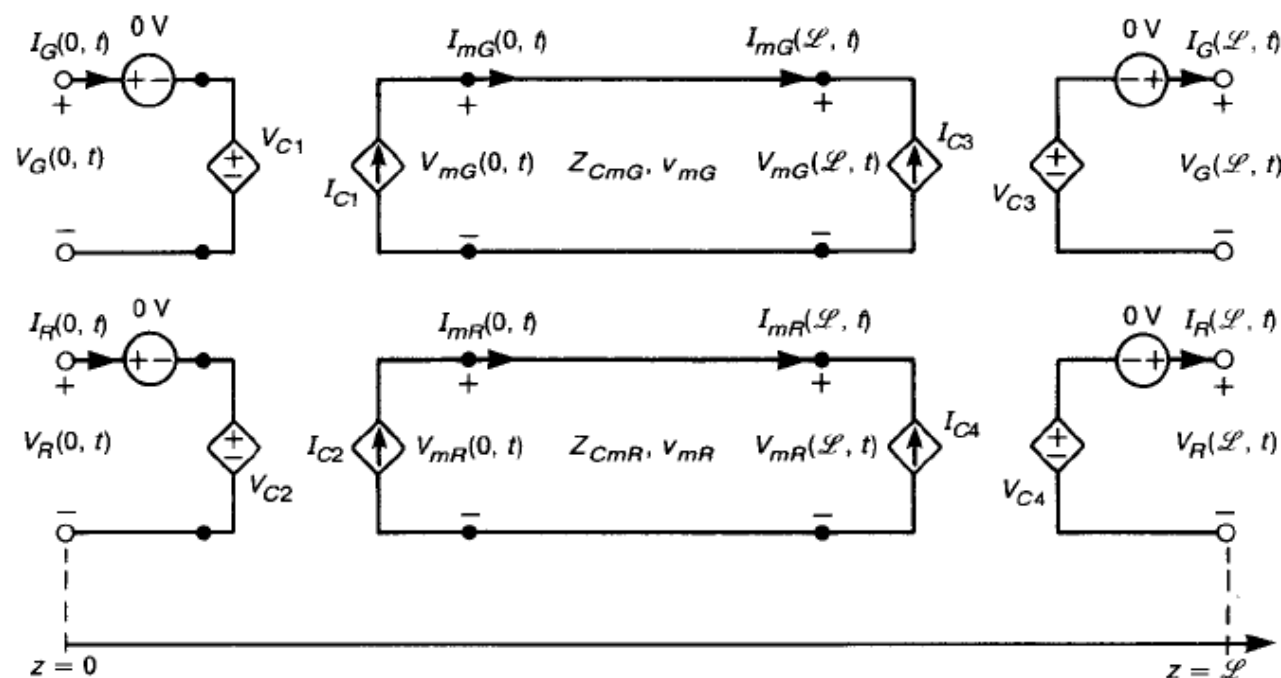 0 V
I_G(0, t) I_mG(0, t) I_mG(ℒ, t) 0 V I_G(ℒ, t)
+ − − +
+ + + +
V_C1 I_C3
V_G(0, t) + − V_mG(0, t) Z_CmG, v_mG V_mG(ℒ, t) + − V_G(ℒ, t)
I_C1 V_C3
− − − −
0 V 0 V
I_R(0, t) I_mR(0, t) I_mR(ℒ, t) I_R(ℒ, t)
+ − − +
+ + + +
V_R(0, t) + − I_C2 V_mR(0, t) Z_CmR, v_mR V_mR(ℒ, t) I_C4 + − V_R(ℒ, t)
V_C2 V_C4
− − − −
z = 0 z = ℒ